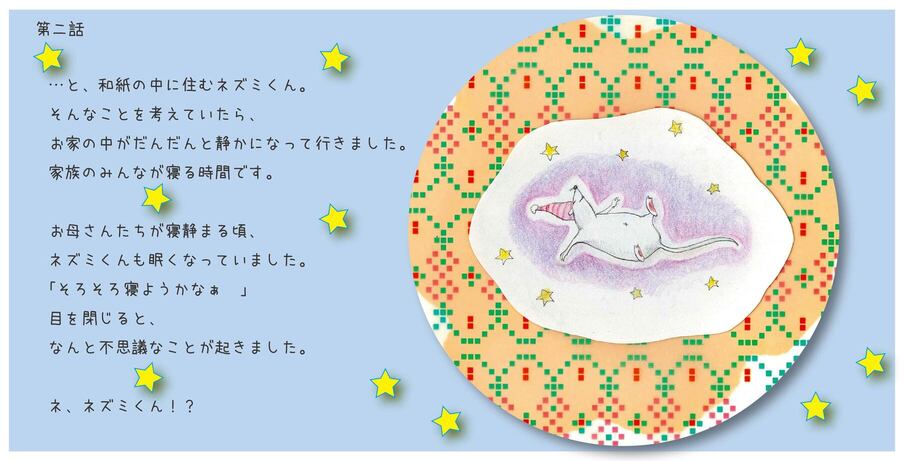 第二話
…と、和紙の中に住むネズミくん。
そんなことを考えていたら、
お家の中がだんだんと静かになって行きました。
家族のみんなが寝る時間です。
お母さんたちが寝静まる頃、
ネズミくんも眠くなっていました。
「そろそろ寝ようかなぁ　」
目を閉じると、
なんと不思議なことが起きました。
ネ、ネズミくん！？